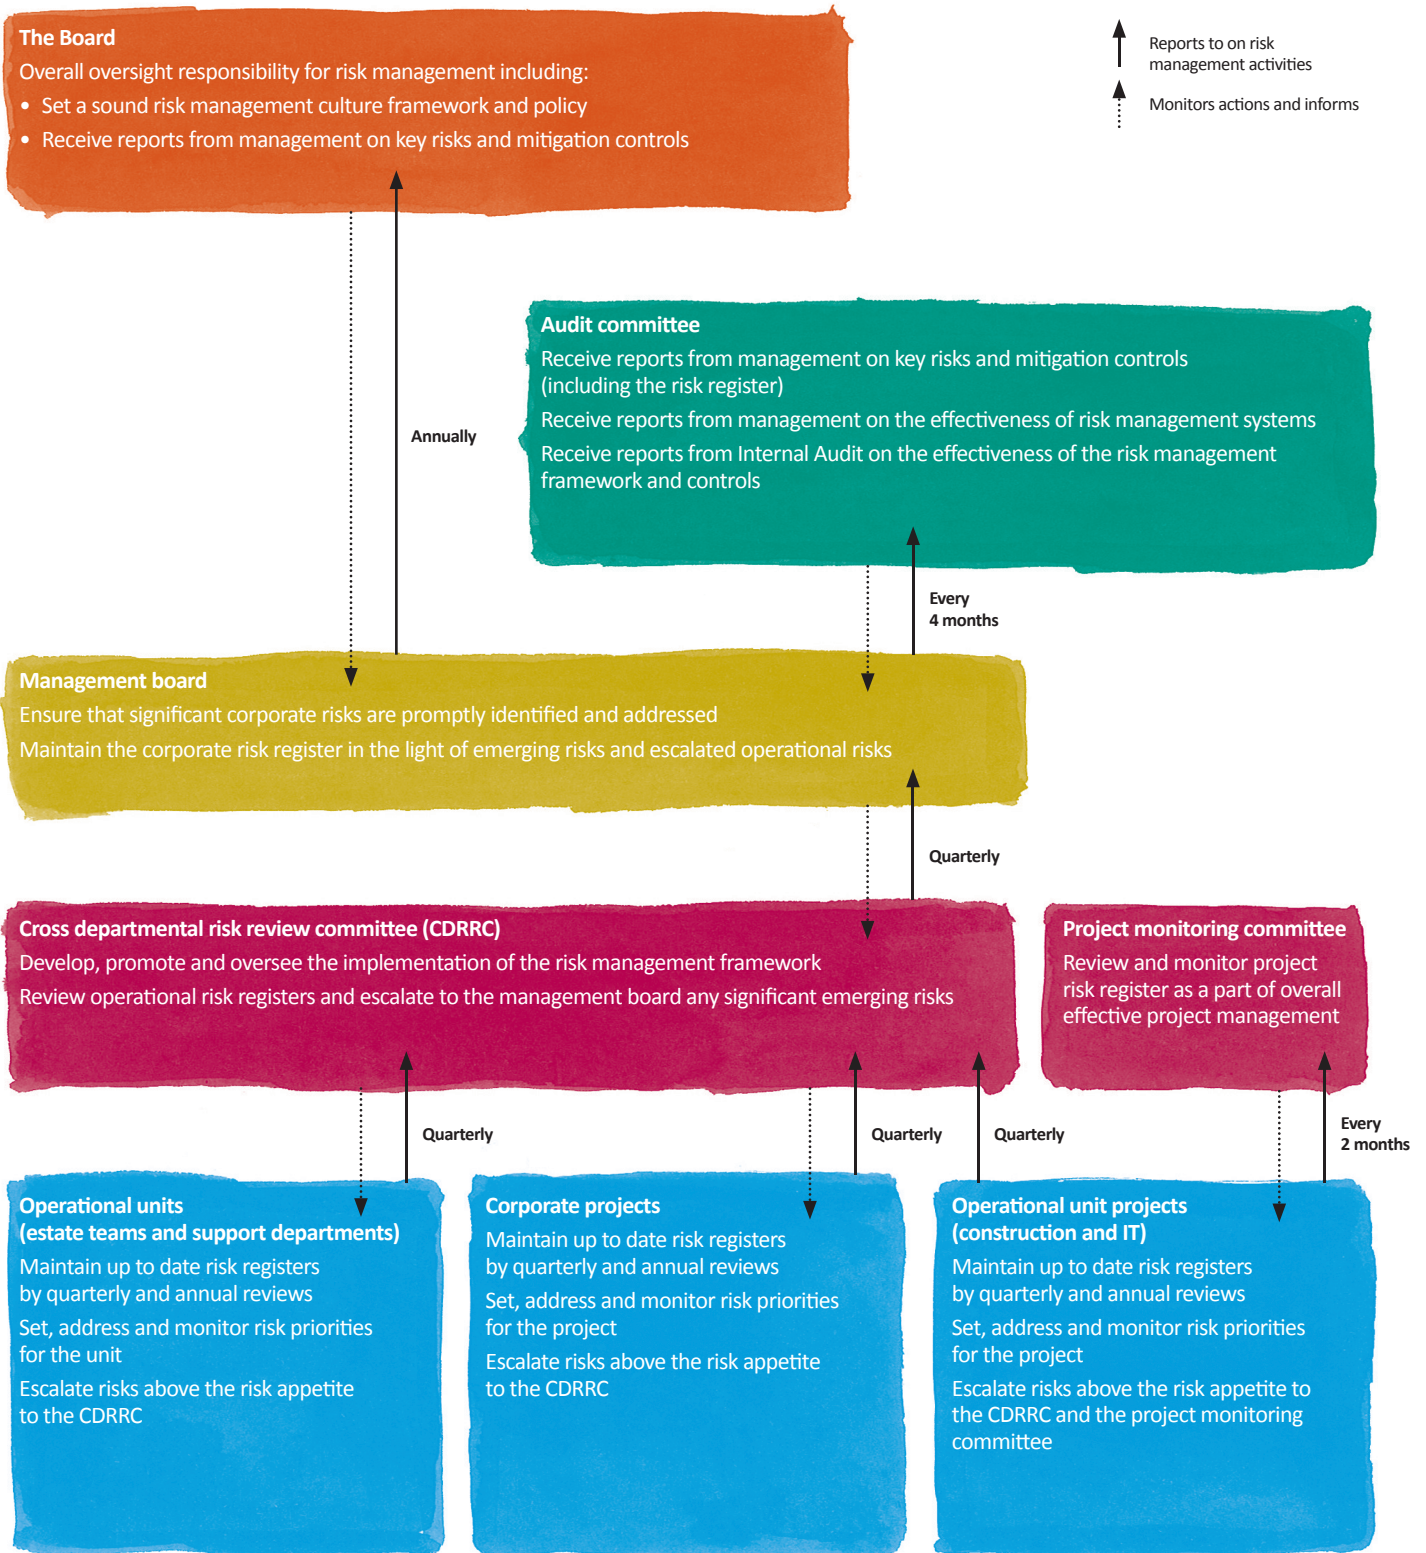 The Board
Overall oversight responsibility for risk management including:
• Set a sound risk management culture framework and policy
• Receive reports from management on key risks and mitigation controls
Reports to on risk
management activities
Monitors actions and informs
Annually
Audit committee
Receive reports from management on key risks and mitigation controls
(including the risk register)
Receive reports from management on the effectiveness of risk management systems
Receive reports from Internal Audit on the effectiveness of the risk management
framework and controls
Every
4 months
Management board
Ensure that significant corporate risks are promptly identified and addressed
Maintain the corporate risk register in the light of emerging risks and escalated operational risks
Quarterly
Cross departmental risk review committee (CDRRC)
Develop, promote and oversee the implementation of the risk management framework
Review operational risk registers and escalate to the management board any significant emerging risks
Project monitoring committee
Review and monitor project
risk register as a part of overall
effective project management
Quarterly
Quarterly
Quarterly
Every
2 months
Operational units
(estate teams and support departments)
Maintain up to date risk registers
by quarterly and annual reviews
Set, address and monitor risk priorities
for the unit
Escalate risks above the risk appetite
to the CDRRC
Corporate projects
Maintain up to date risk registers
by quarterly and annual reviews
Set, address and monitor risk priorities
for the project
Escalate risks above the risk appetite
to the CDRRC
Operational unit projects
(construction and IT)
Maintain up to date risk registers
by quarterly and annual reviews
Set, address and monitor risk priorities
for the project
Escalate risks above the risk appetite to
the CDRRC and the project monitoring
committee